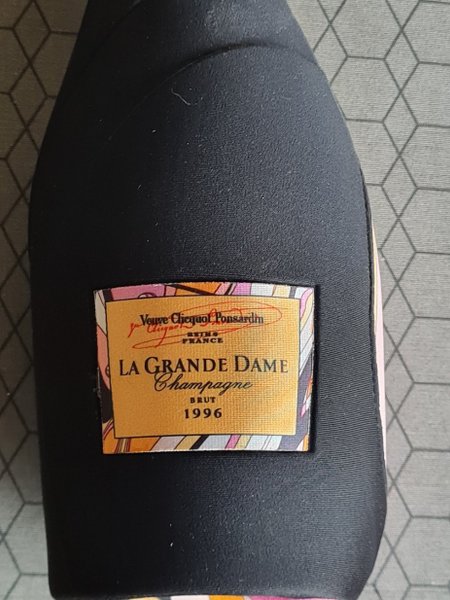 Veuve Clicquot Ponsardin
REIMS
FRANCE
LA GRANDE DAME
Champagne
BRUT
1996